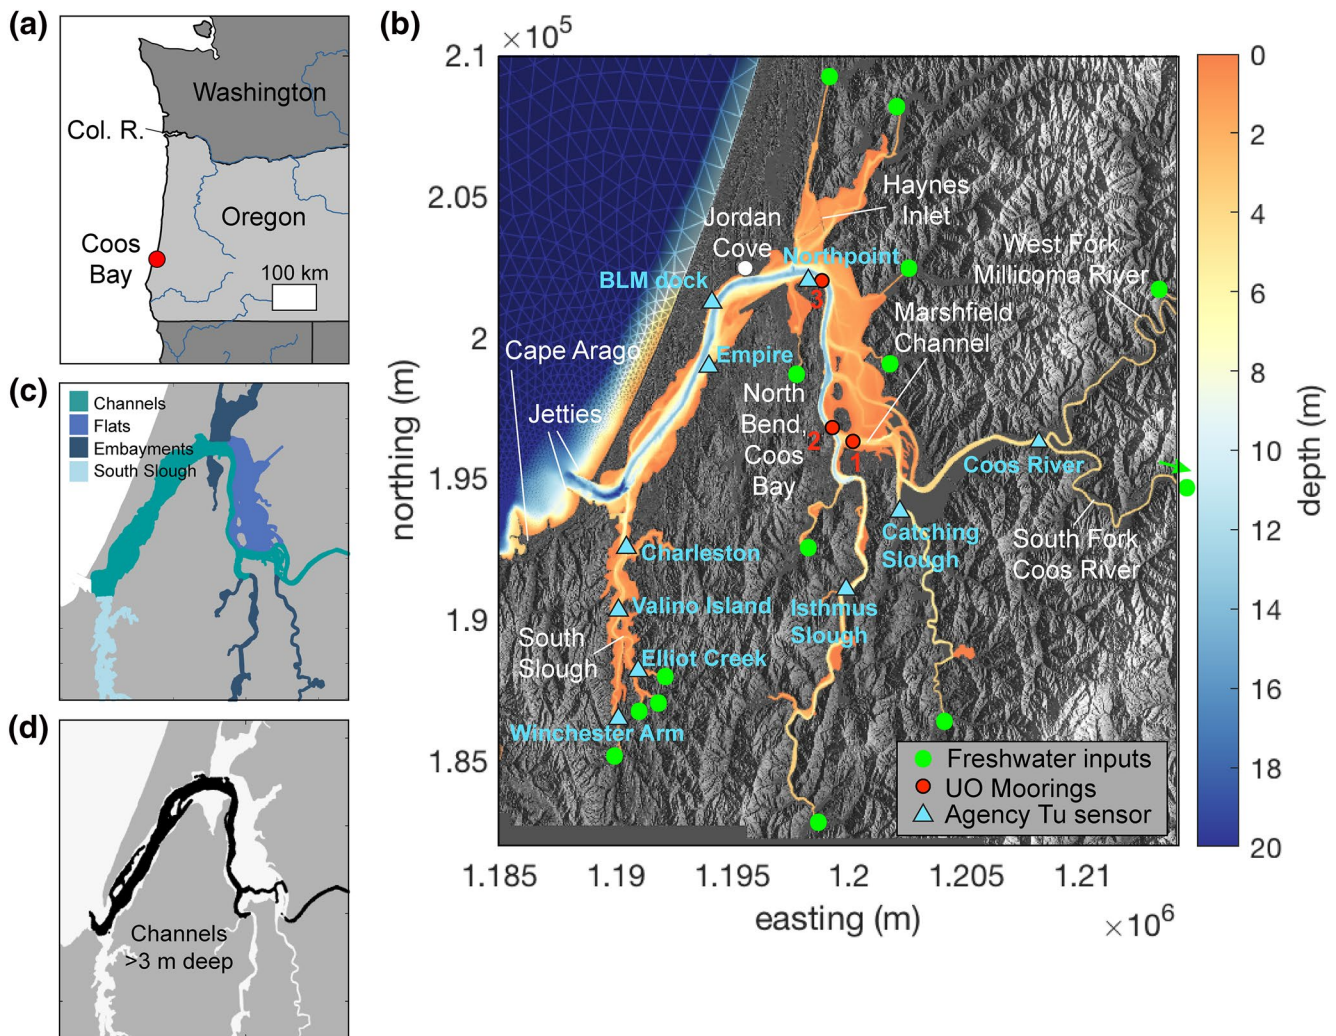 (a)
Washington
Col. R.
Oregon
Coos
Bay
100 km
(c)
Channels
Flats
Embayments
South Slough
(d)
Channels
>3 m deep
(b)
×10⁵
2.1
2.05
2
1.95
1.9
1.85
northing (m)
1.185
1.19
1.195
1.2
1.205
1.21
easting (m)
×10⁶
Haynes
Inlet
Jordan
Cove
Northpoint
West Fork
Millicoma River
BLM dock
3
Marshfield
Channel
Cape Arago
Empire
North
Bend,
Coos
Bay
Jetties
2
1
Coos River
Catching
Slough
South Fork
Coos River
Charleston
Valino Island
Isthmus
Slough
South
Slough
Elliot Creek
Winchester Arm
Freshwater inputs
UO Moorings
Agency Tu sensor
0
2
4
6
8
10
12
14
16
18
20
depth (m)